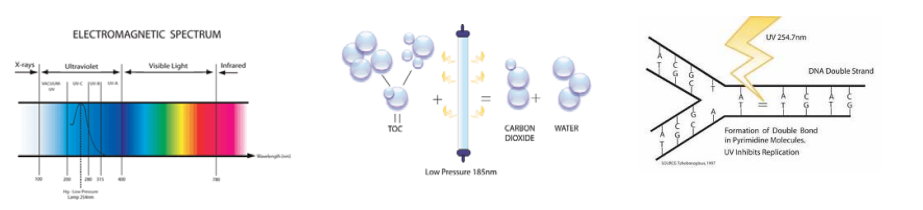 ELECTROMAGNETIC SPECTRUM
X-rays
Ultraviolet
Visible Light
Infrared
VACUUM UV
UV-C
UV-B
UV-A
Wavelength (nm)
100
200
280
315
400
780
Hg - Low Pressure
Lamp 254nm
TOC
+
=
CARBON
DIOXIDE
+
WATER
Low Pressure 185nm
UV 254.7nm
DNA Double Strand
A
T
C
G
G
C
T
A
T
A
T
C
G
A
T
A
C
G
A
T
C
G
G
C
A
Formation of Double Bond
in Pyrimidine Molecules.
UV Inhibits Replication